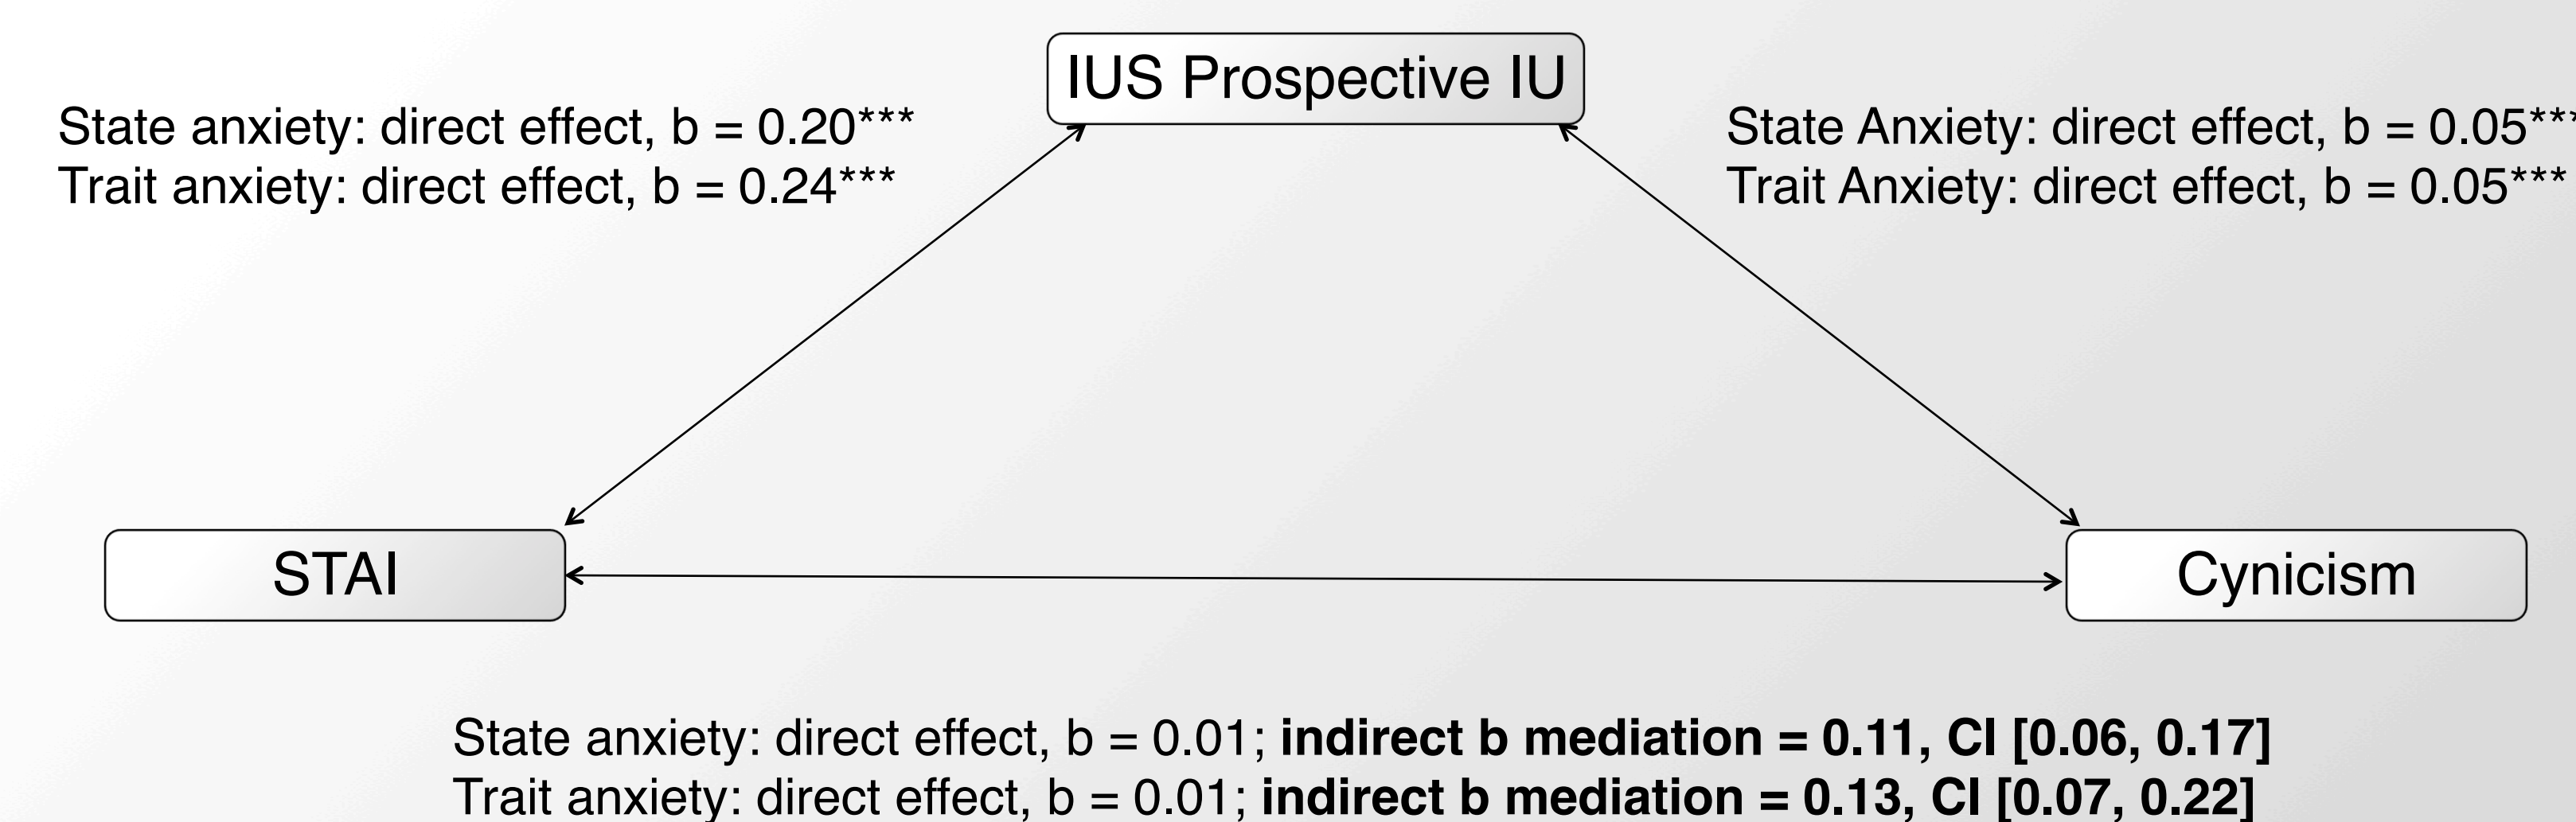 IUS Prospective IU
State anxiety: direct effect, b = 0.20***
Trait anxiety: direct effect, b = 0.24***
State Anxiety: direct effect, b = 0.05***
Trait Anxiety: direct effect, b = 0.05***
STAI
Cynicism
State anxiety: direct effect, b = 0.01; indirect b mediation = 0.11, CI [0.06, 0.17]
Trait anxiety: direct effect, b = 0.01; indirect b mediation = 0.13, CI [0.07, 0.22]